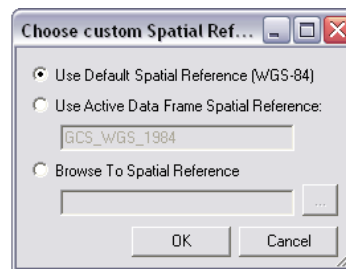 Choose custom Spatial Ref...
Use Default Spatial Reference (WGS-84)
Use Active Data Frame Spatial Reference:
GCS_WGS_1984
Browse To Spatial Reference
...
OK
Cancel